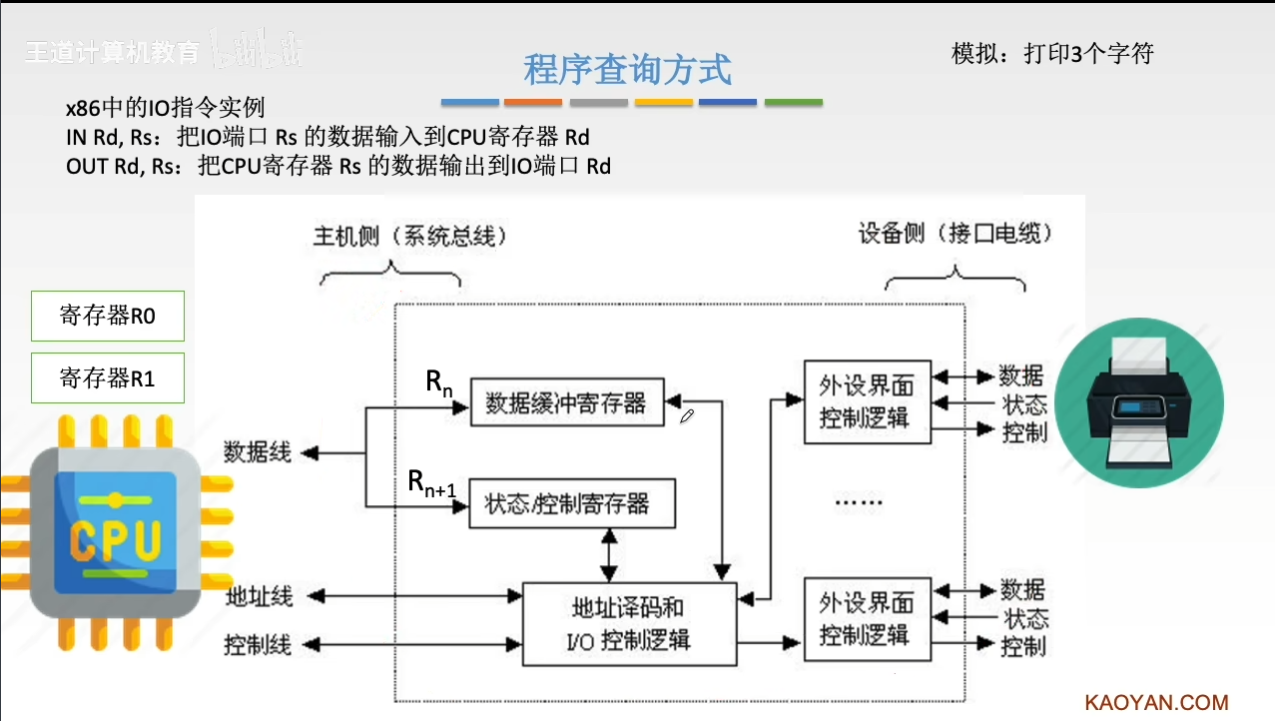 王道计算机教育 bilibili
程序查询方式
模拟：打印3个字符
x86中的IO指令实例
IN Rd, Rs：把IO端口 Rs 的数据输入到CPU寄存器 Rd
OUT Rd, Rs：把CPU寄存器 Rs 的数据输出到IO端口 Rd
主机侧（系统总线）
设备侧（接口电缆）
寄存器R0
寄存器R1
Rn
数据缓冲寄存器
外设界面
控制逻辑
数据
状态
控制
数据线
Rn+1
状态/控制寄存器
……
CPU
地址线
控制线
地址译码和
I/O 控制逻辑
外设界面
控制逻辑
数据
状态
控制
KAOYAN.COM